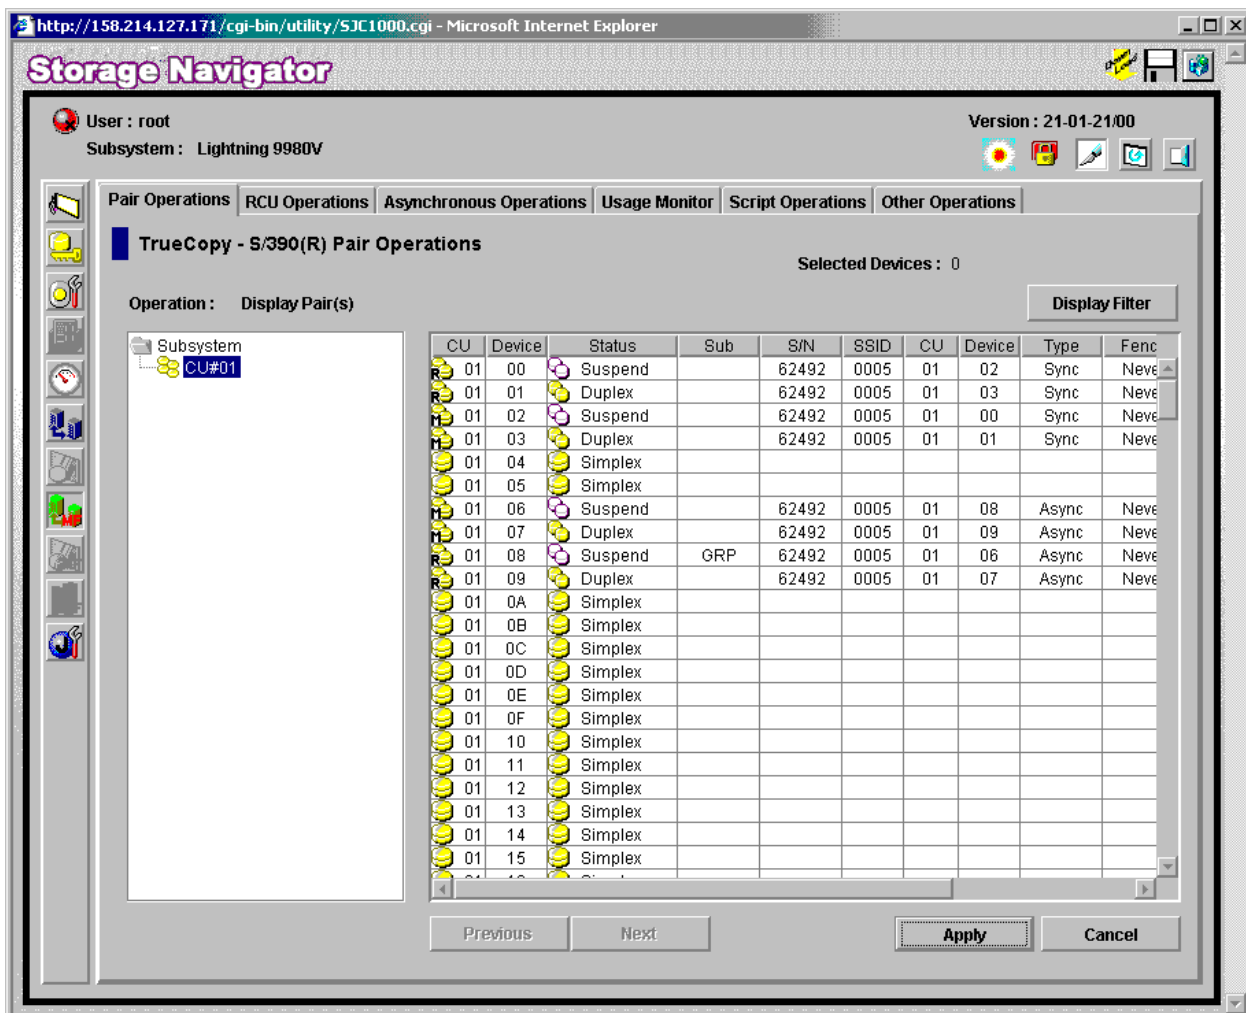 http://158.214.127.171/cgi-bin/utility/SJC1000.cgi - Microsoft Internet Explorer
Storage Navigator
User : root
Version : 21-01-21/00
Subsystem : Lightning 9980V
Pair Operations RCU Operations Asynchronous Operations Usage Monitor Script Operations Other Operations
TrueCopy - S/390(R) Pair Operations
Selected Devices : 0
Operation : Display Pair(s)
Display Filter
Subsystem
CU#01
CU Device Status Sub S/N SSID CU Device Type Fenc
R 01 00 Suspend 62492 0005 01 02 Sync Neve
R 01 01 Duplex 62492 0005 01 03 Sync Neve
M 01 02 Suspend 62492 0005 01 00 Sync Neve
M 01 03 Duplex 62492 0005 01 01 Sync Neve
01 04 Simplex
01 05 Simplex
M 01 06 Suspend 62492 0005 01 08 Async Neve
M 01 07 Duplex 62492 0005 01 09 Async Neve
R 01 08 Suspend GRP 62492 0005 01 06 Async Neve
R 01 09 Duplex 62492 0005 01 07 Async Neve
01 0A Simplex
01 0B Simplex
01 0C Simplex
01 0D Simplex
01 0E Simplex
01 0F Simplex
01 10 Simplex
01 11 Simplex
01 12 Simplex
01 13 Simplex
01 14 Simplex
01 15 Simplex
ME
Previous Next Apply Cancel